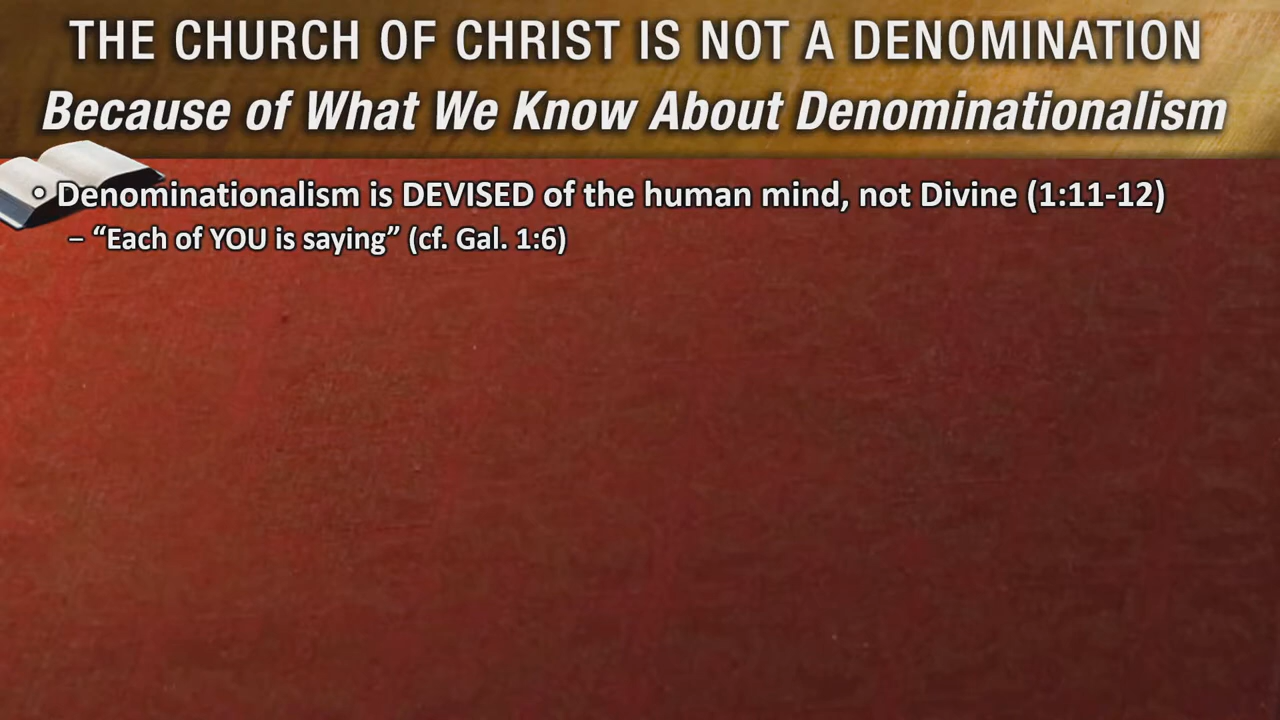 THE CHURCH OF CHRIST IS NOT A DENOMINATION
Because of What We Know About Denominationalism
• Denominationalism is DEVISED of the human mind, not Divine (1:11-12)
– “Each of YOU is saying” (cf. Gal. 1:6)